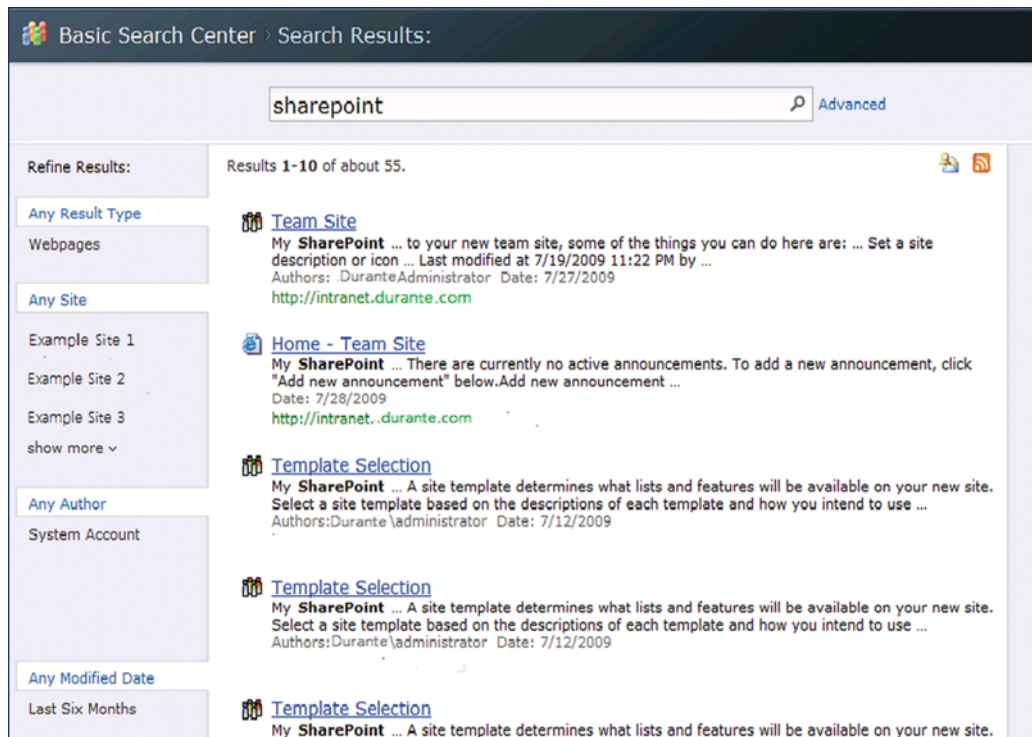 Basic Search Center › Search Results:
sharepoint
Advanced
Refine Results:
Any Result Type
Webpages
Any Site
Example Site 1
Example Site 2
Example Site 3
show more
Any Author
System Account
Any Modified Date
Last Six Months
Results 1-10 of about 55.
Team Site
My SharePoint ... to your new team site, some of the things you can do here are: ... Set a site
description or icon ... Last modified at 7/19/2009 11:22 PM by ...
Authors: DuranteAdministrator Date: 7/27/2009
http://intranet.durante.com
Home - Team Site
My SharePoint ... There are currently no active announcements. To add a new announcement, click
"Add new announcement" below.Add new announcement ...
Date: 7/28/2009
http://intranet..durante.com
Template Selection
My SharePoint ... A site template determines what lists and features will be available on your new site.
Select a site template based on the descriptions of each template and how you intend to use ...
Authors:Durante\administrator Date: 7/12/2009
Template Selection
My SharePoint ... A site template determines what lists and features will be available on your new site.
Select a site template based on the descriptions of each template and how you intend to use ...
Authors:Durante\administrator Date: 7/12/2009
Template Selection
My SharePoint ... A site template determines what lists and features will be available on your new site.